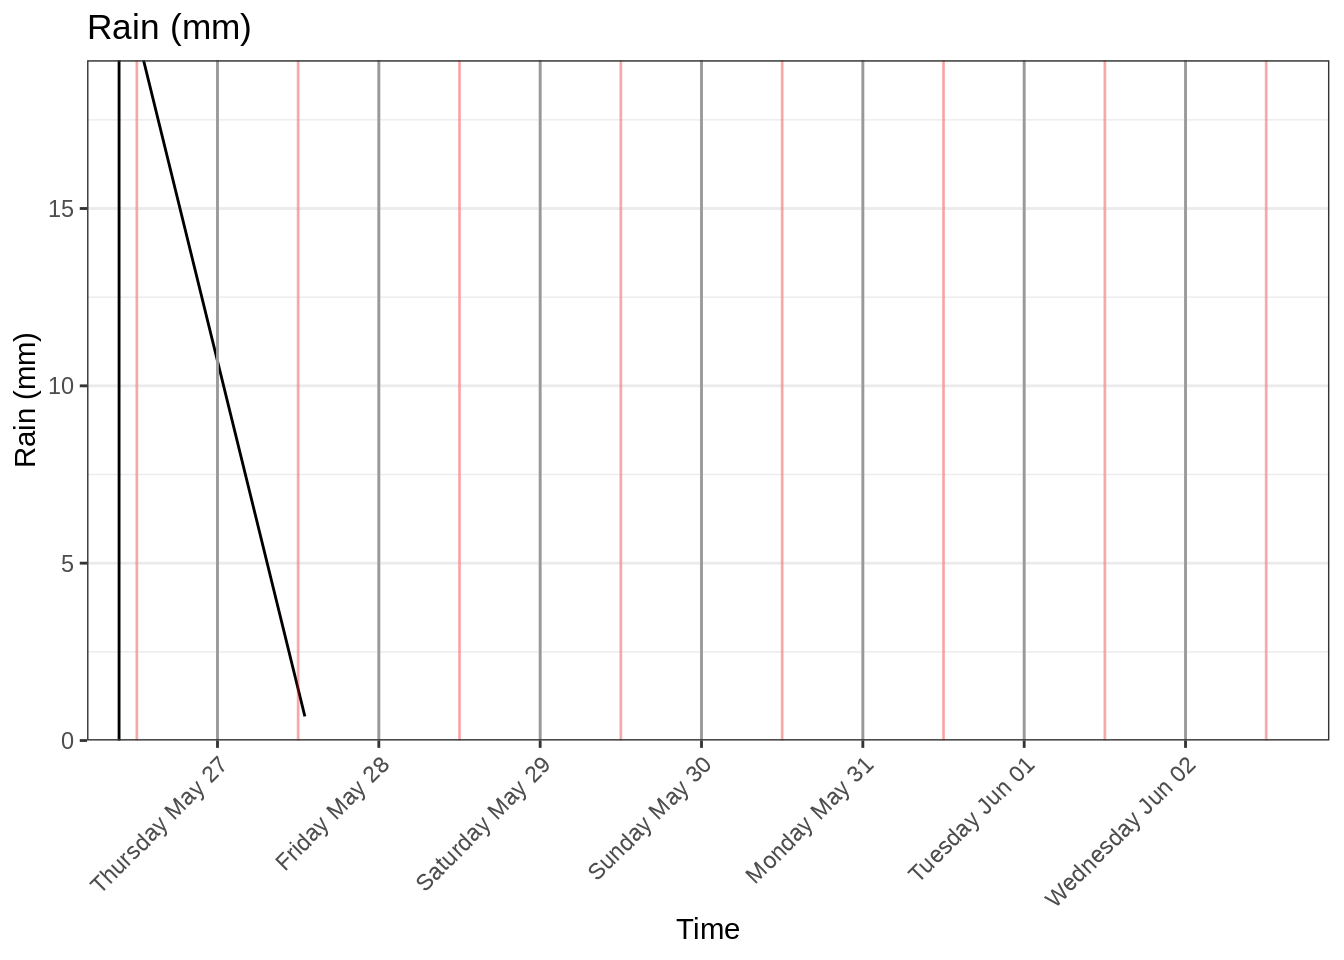 Rain (mm)
Rain (mm)
15
10
5
0
Thursday May 27
Friday May 28
Saturday May 29
Sunday May 30
Monday May 31
Tuesday Jun 01
Wednesday Jun 02
Time